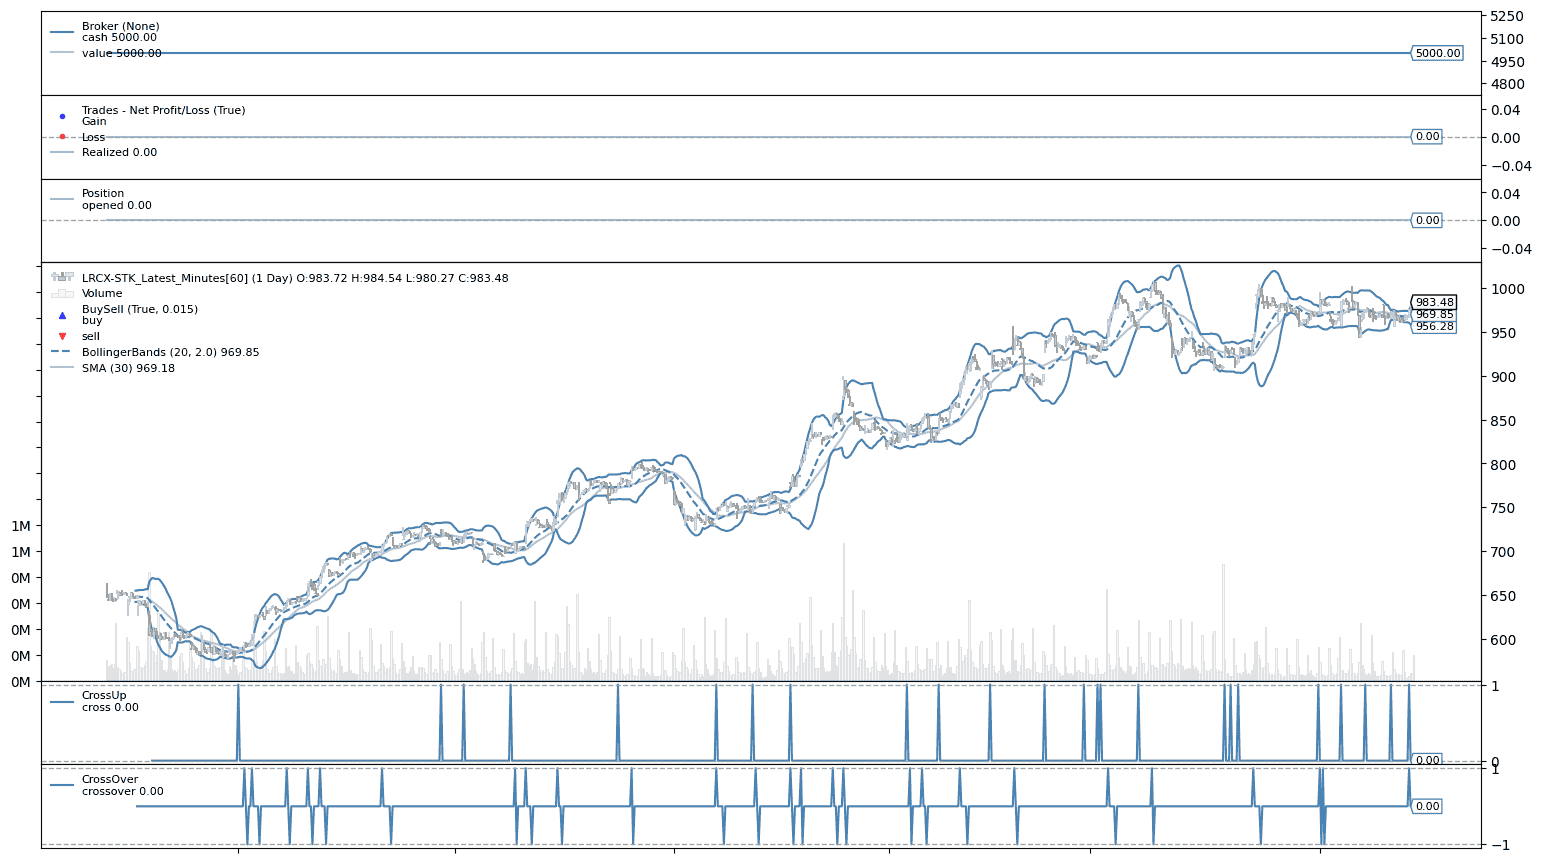 Broker (None)
cash 5000.00
value 5000.00
5250
5100
4950
4800
5000.00
Trades - Net Profit/Loss (True)
Gain
Loss
Realized 0.00
0.04
0.00
−0.04
0.00
Position
opened 0.00
0.04
0.00
−0.04
0.00
LRCX-STK_Latest_Minutes[60] (1 Day) O:983.72 H:984.54 L:980.27 C:983.48
Volume
BuySell (True, 0.015)
buy
sell
BollingerBands (20, 2.0) 969.85
SMA (30) 969.18
1000
950
900
850
800
750
700
650
600
983.48
969.85
956.28
1M
1M
0M
0M
0M
0M
0M
CrossUp
cross 0.00
1
0
0.00
CrossOver
crossover 0.00
1
−1
0.00